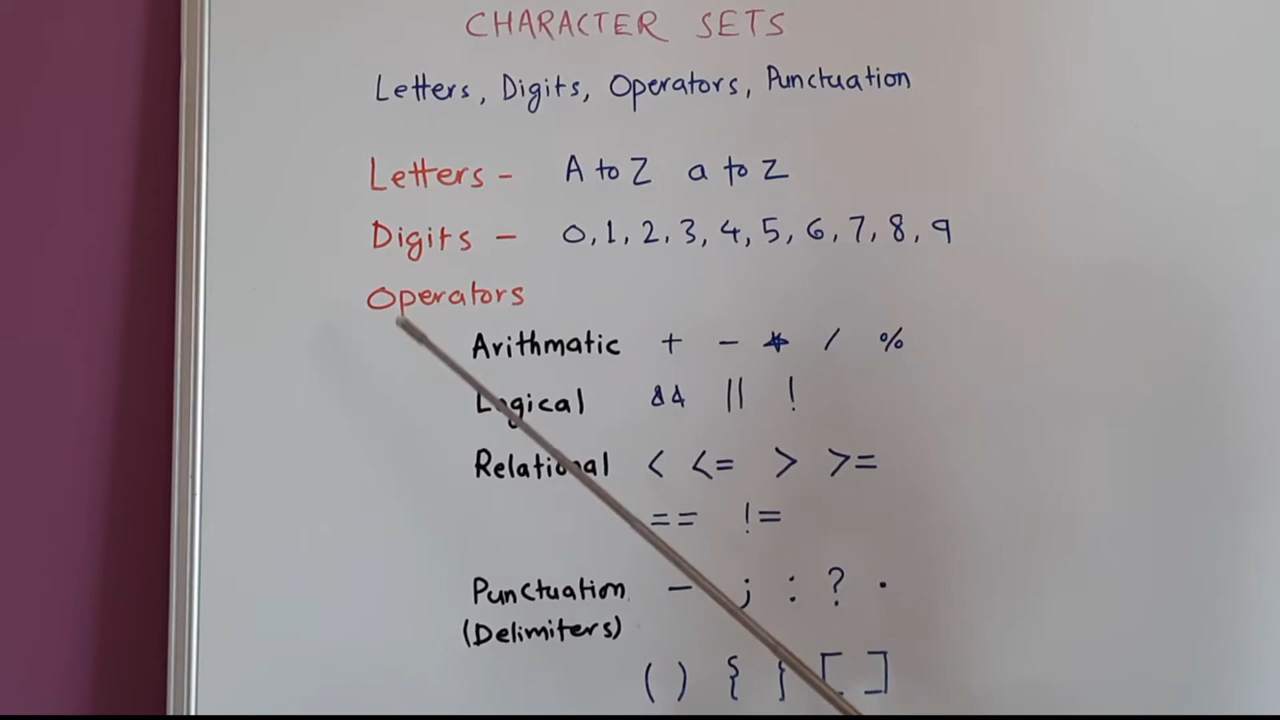 CHARACTER SETS
Letters, Digits, Operators, Punctuation
Letters - A to Z a to Z
Digits - 0, 1, 2, 3, 4, 5, 6, 7, 8, 9
Operators
Arithmatic + - * / %
Logical && || !
Relational < <= > >=
== !=
Punctuation - ; : ? .
(Delimiters)
( ) { } [ ]